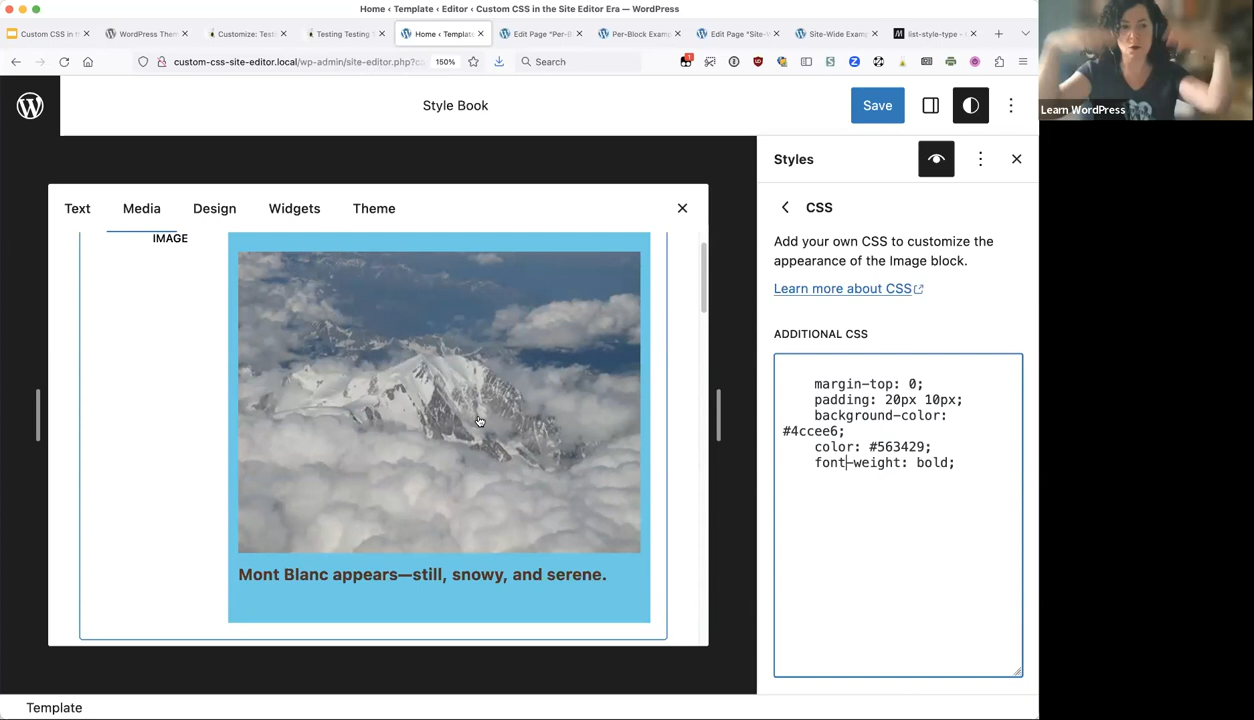 Home ‹ Template ‹ Editor ‹ Custom CSS in the Site Editor Era — WordPress
Custom CSS in t
WordPress Them
Customize: Test
Testing Testing 1
Home ‹ Templat
Edit Page "Per-B
Per-Block Examp
Edit Page "Site-W
Site-Wide Examp
list-style-type -
custom-css-site-editor.local/wp-admin/site-editor.php?ca
150%
Search
Learn WordPress
Style Book
Save
Styles
Text
Media
Design
Widgets
Theme
CSS
IMAGE
Add your own CSS to customize the
appearance of the Image block.
Learn more about CSS
ADDITIONAL CSS
margin-top: 0;
padding: 20px 10px;
background-color:
#4ccee6;
color: #563429;
font-weight: bold;
Mont Blanc appears—still, snowy, and serene.
Template